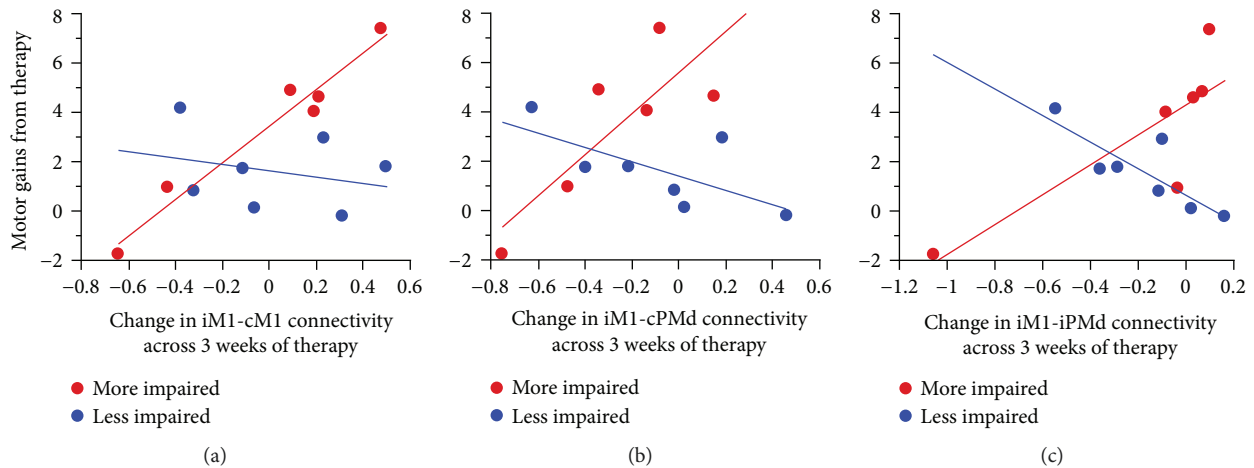 Motor gains from therapy
8
6
4
2
0
−2
−0.8 −0.6 −0.4 −0.2 0 0.2 0.4 0.6
Change in iM1-cM1 connectivity
across 3 weeks of therapy
More impaired
Less impaired
(a)
8
6
4
2
0
−2
−0.8 −0.6 −0.4 −0.2 0 0.2 0.4 0.6
Change in iM1-cPMd connectivity
across 3 weeks of therapy
More impaired
Less impaired
(b)
8
6
4
2
0
−2
−1.2 −1 −0.8 −0.6 −0.4 −0.2 0 0.2
Change in iM1-iPMd connectivity
across 3 weeks of therapy
More impaired
Less impaired
(c)